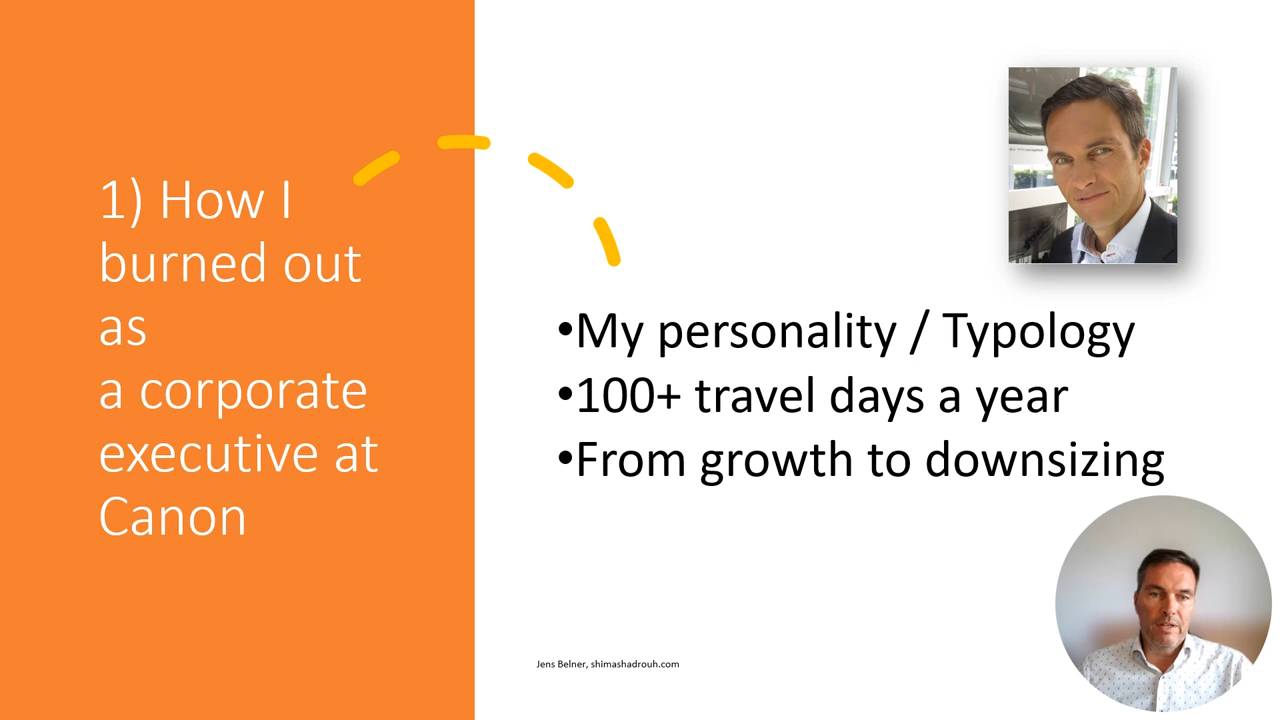 1) How I
burned out
as
a corporate
executive at
Canon
•My personality / Typology
•100+ travel days a year
•From growth to downsizing
Jens Belner, shimashadrouh.com